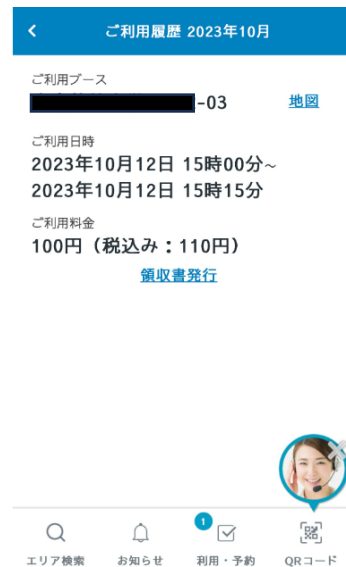 ご利用履歴 2023年10月
ご利用ブース
-03 地図
ご利用日時
2023年10月12日 15時00分~
2023年10月12日 15時15分
ご利用料金
100円（税込み：110円）
領収書発行
1
エリア検索 お知らせ 利用・予約 QRコード